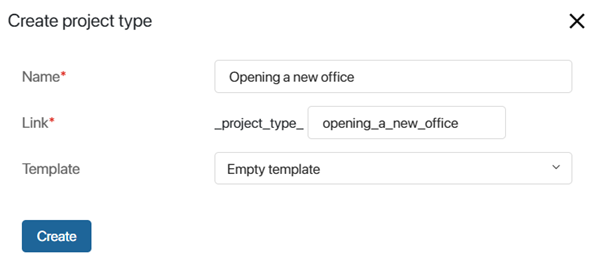 Create project type
Name* Opening a new office
Link* _project_type_ opening_a_new_office
Template Empty template
Create